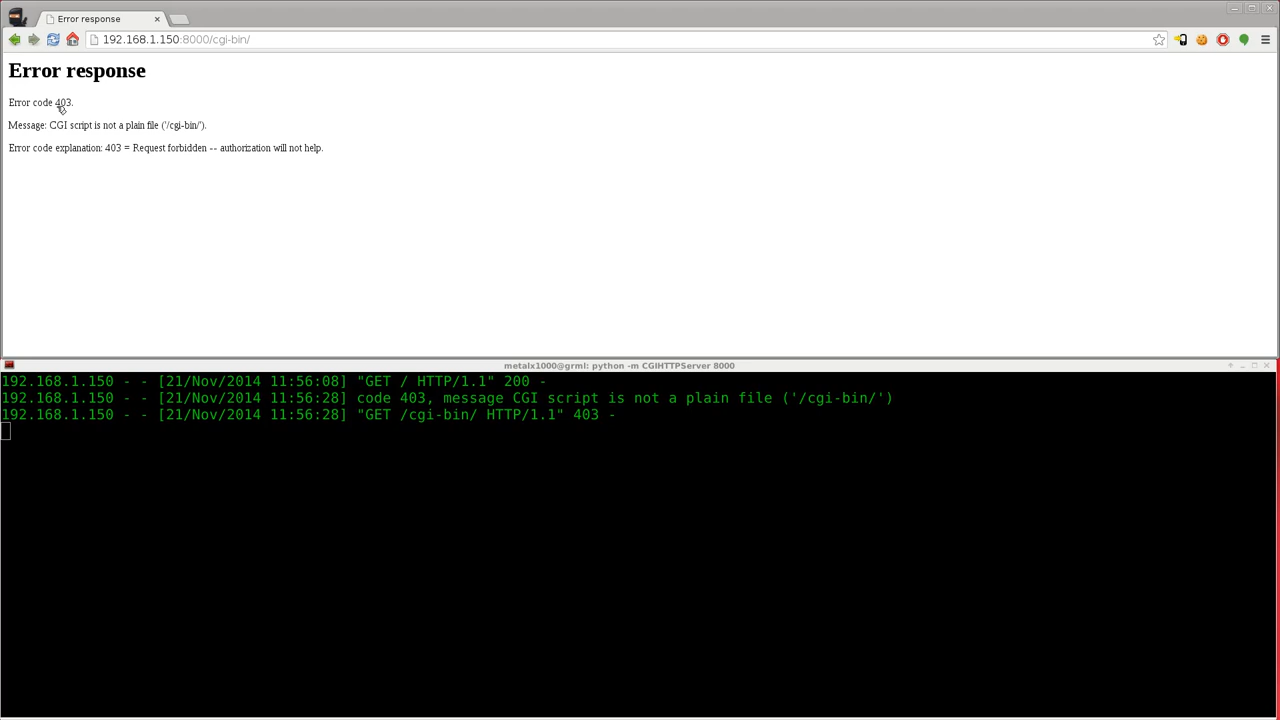 Error response
192.168.1.150:8000/cgi-bin/
Error response
Error code 403.
Message: CGI script is not a plain file ('/cgi-bin/').
Error code explanation: 403 = Request forbidden -- authorization will not help.
metalx1000@grml: python -m CGIHTTPServer 8000
192.168.1.150 - - [21/Nov/2014 11:56:08] "GET / HTTP/1.1" 200 -
192.168.1.150 - - [21/Nov/2014 11:56:28] code 403, message CGI script is not a plain file ('/cgi-bin/')
192.168.1.150 - - [21/Nov/2014 11:56:28] "GET /cgi-bin/ HTTP/1.1" 403 -